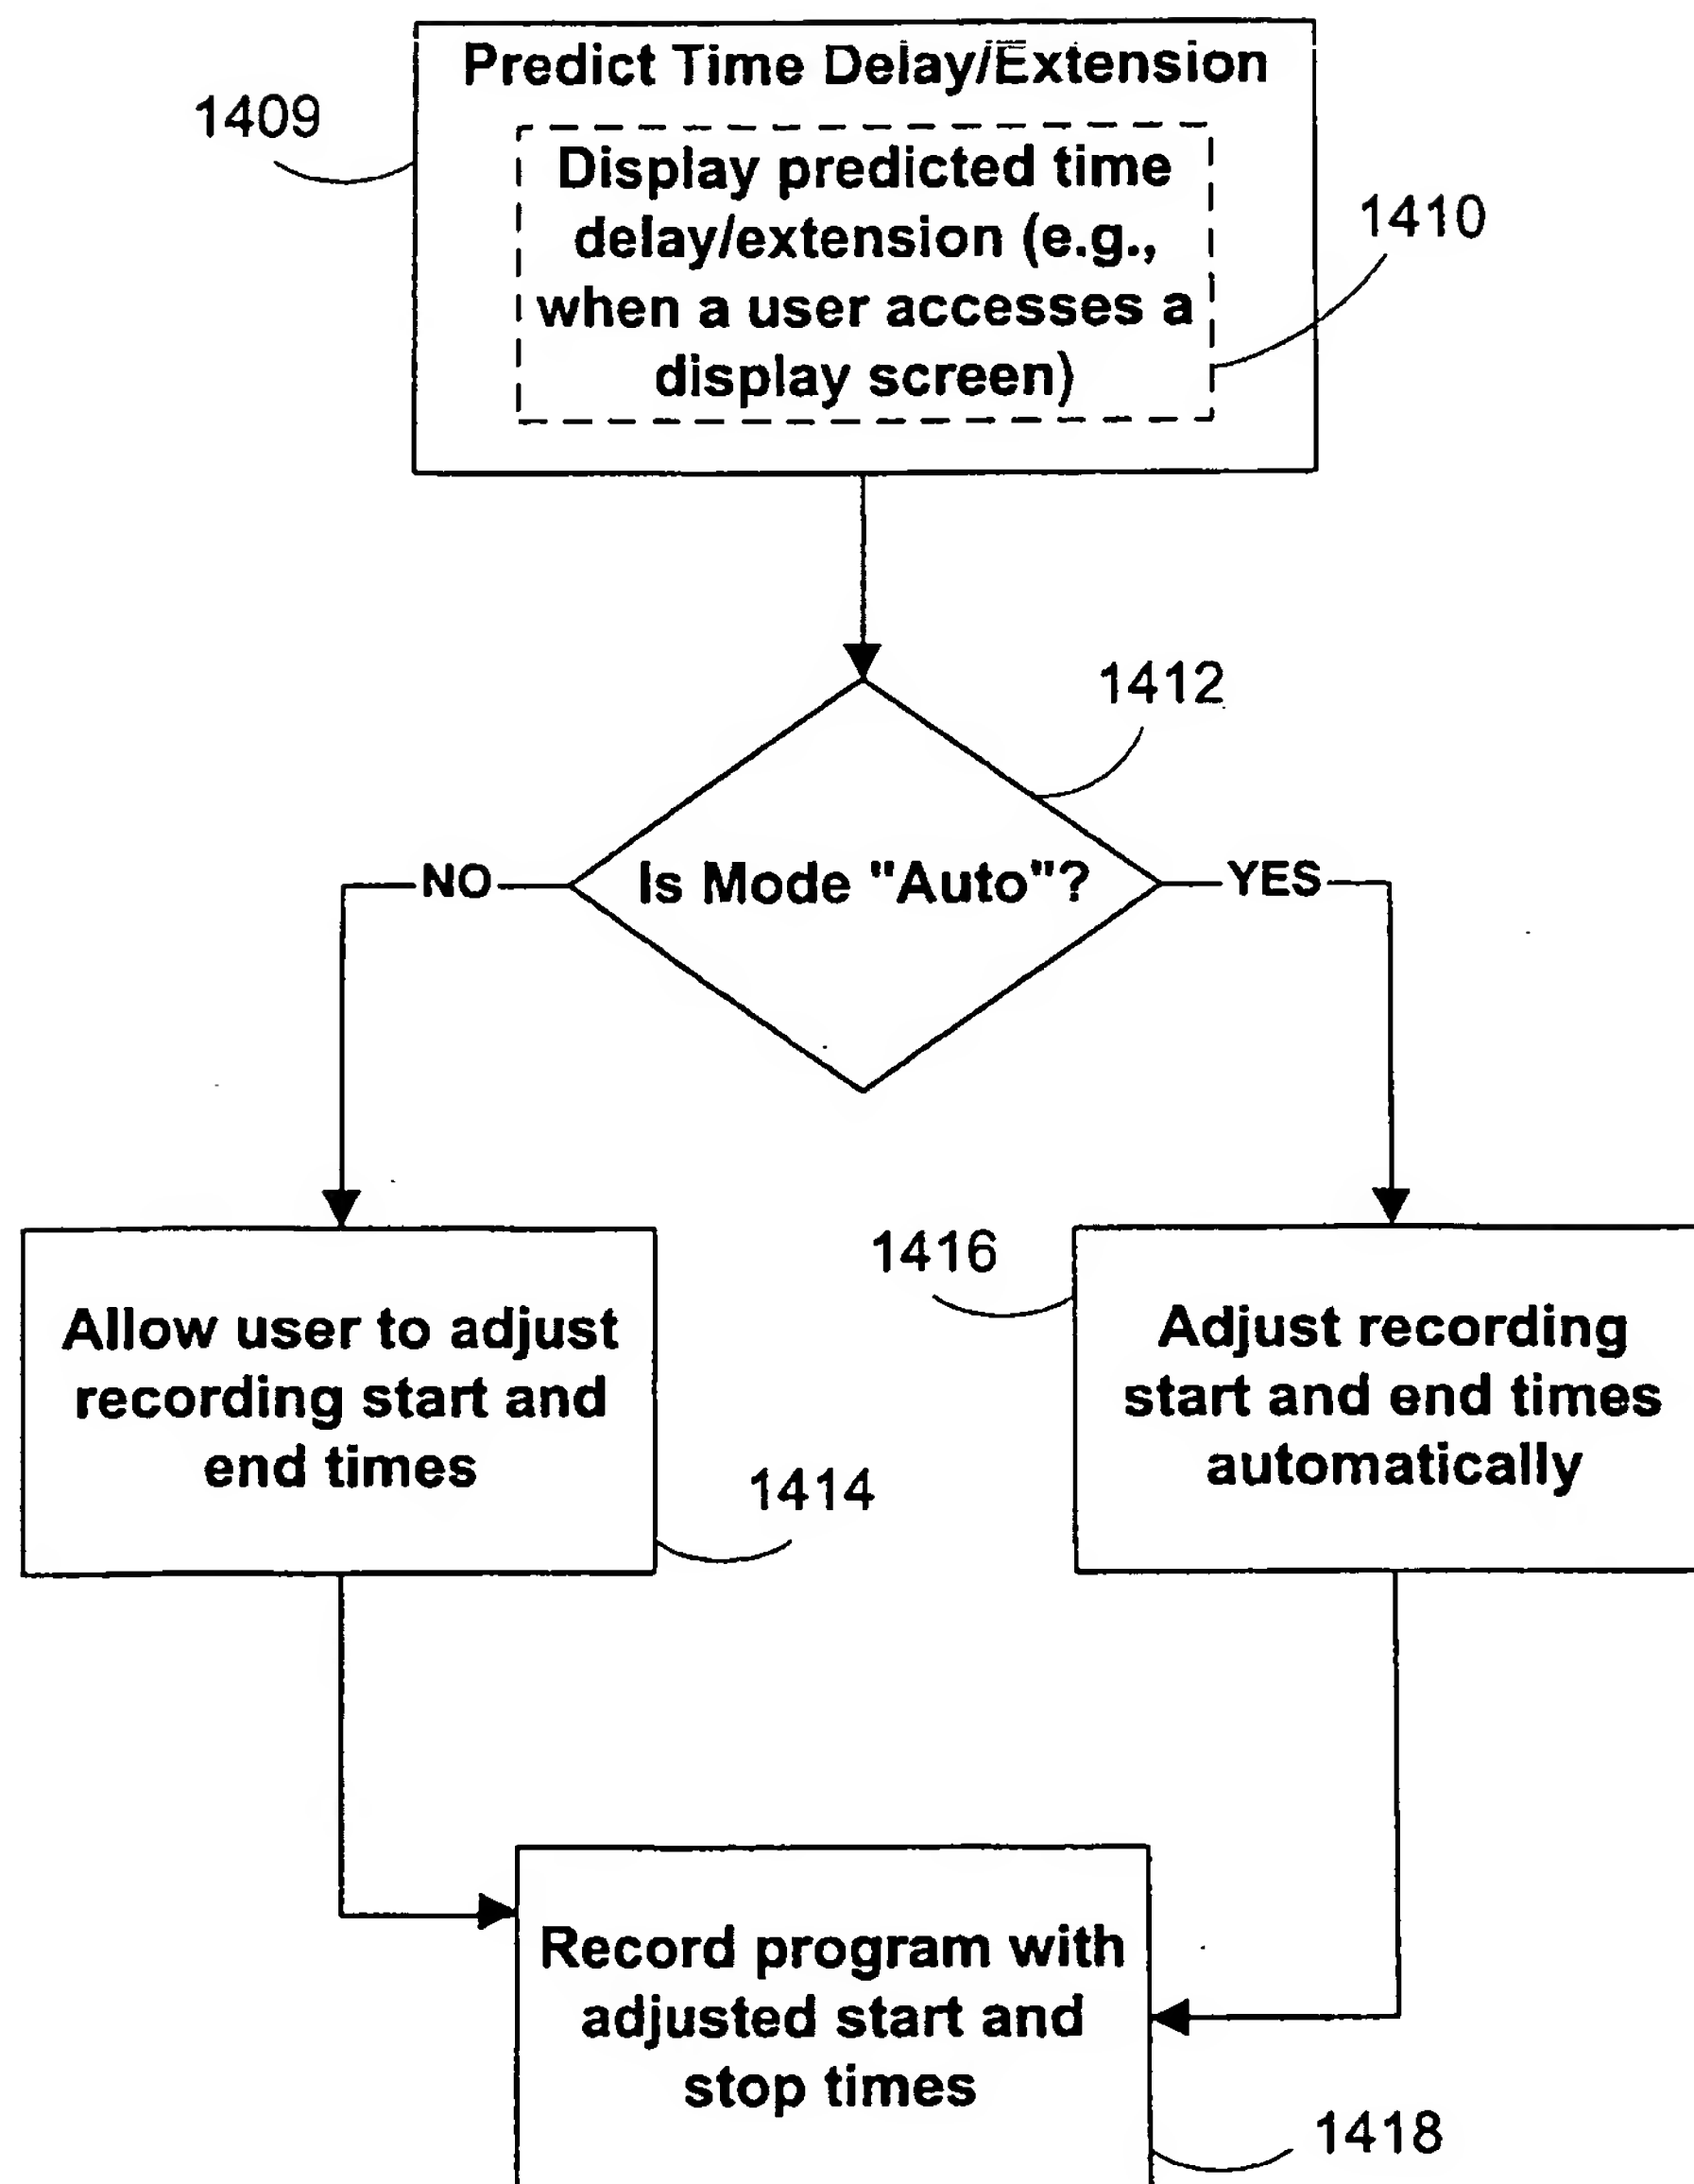 Predict Time Delay/Extension
1409
Display predicted time
delay/extension (e.g.,
when a user accesses a
display screen)
1410
1412
Is Mode "Auto"?
NO
YES
Allow user to adjust
recording start and
end times
1414
1416
Adjust recording
start and end times
automatically
Record program with
adjusted start and
stop times
1418